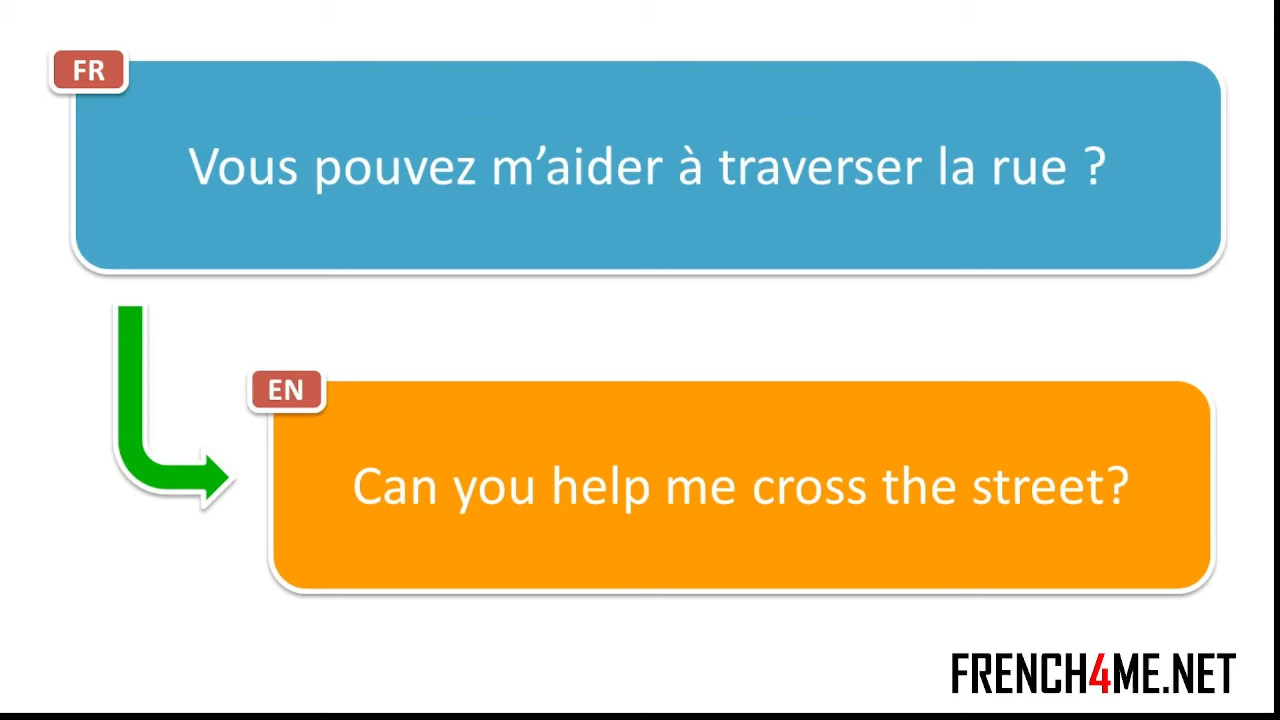 FR
Vous pouvez m’aider à traverser la rue ?
EN
Can you help me cross the street?
FRENCH4ME.NET